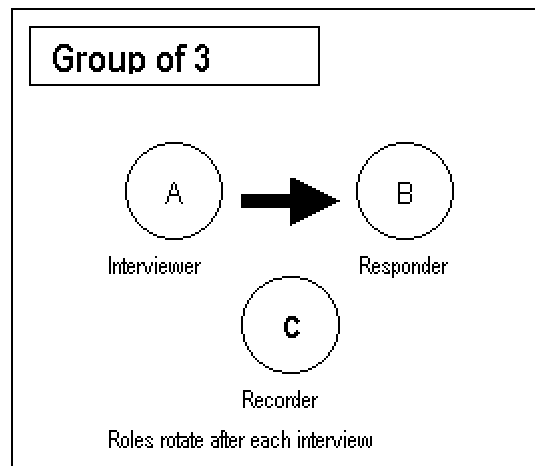 Group of 3
A
B
Interviewer
Responder
C
Recorder
Roles rotate after each interview